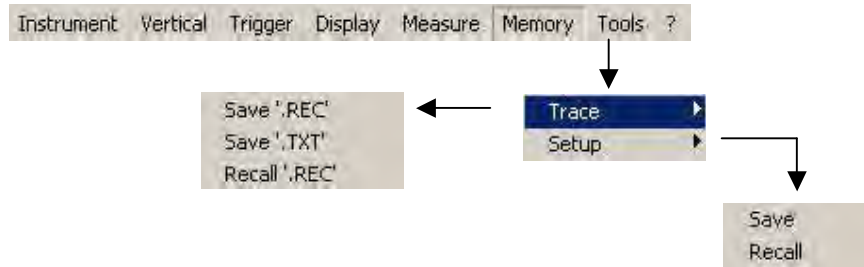 Instrument Vertical Trigger Display Measure Memory Tools ?
Trace
Setup
Save '.REC'
Save '.TXT'
Recall '.REC'
Save
Recall